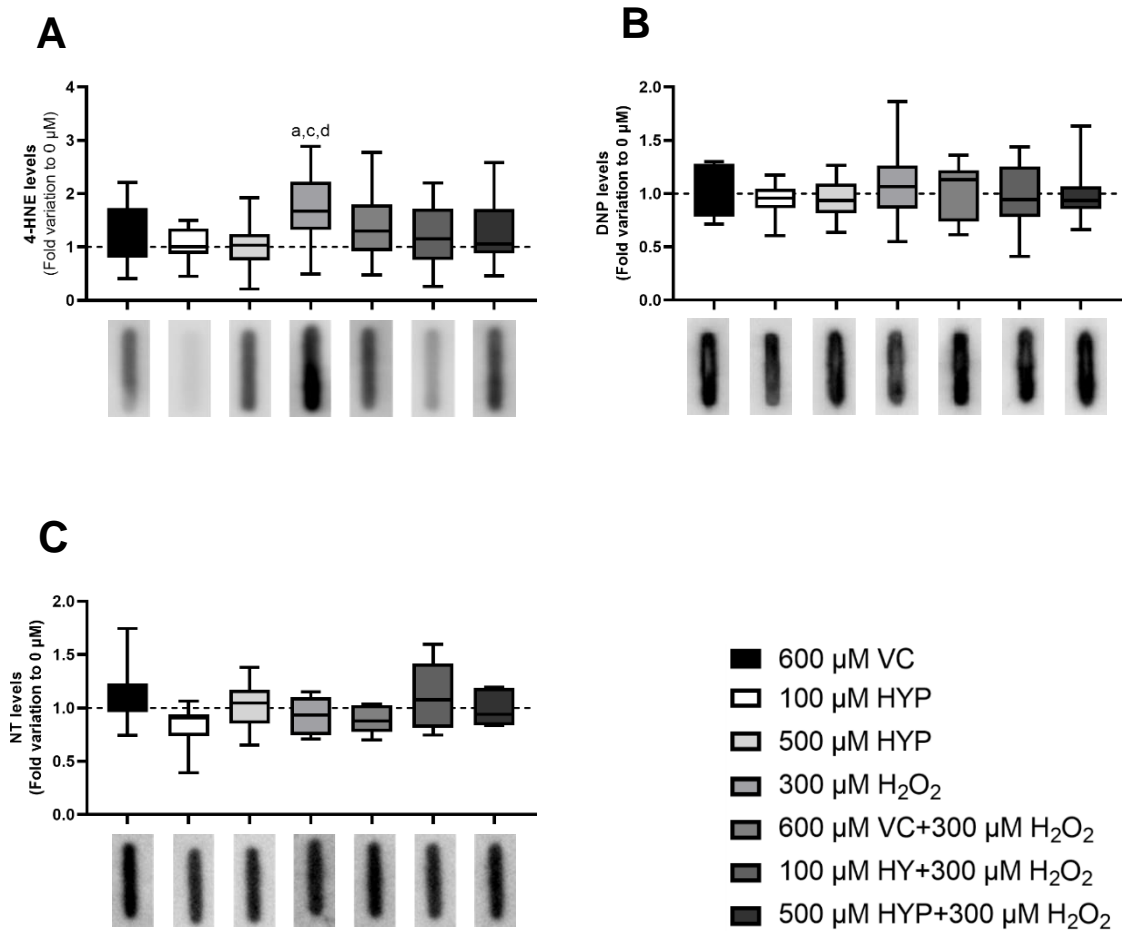 A
4-HNE levels
(Fold variation to 0 µM)
4
3
2
1
0
a,c,d
B
DNP levels
(Fold variation to 0 µM)
2.0
1.5
1.0
0.5
0.0
C
NT levels
(Fold variation to 0 µM)
2.0
1.5
1.0
0.5
0.0
600 µM VC
100 µM HYP
500 µM HYP
300 µM H₂O₂
600 µM VC+300 µM H₂O₂
100 µM HY+300 µM H₂O₂
500 µM HYP+300 µM H₂O₂